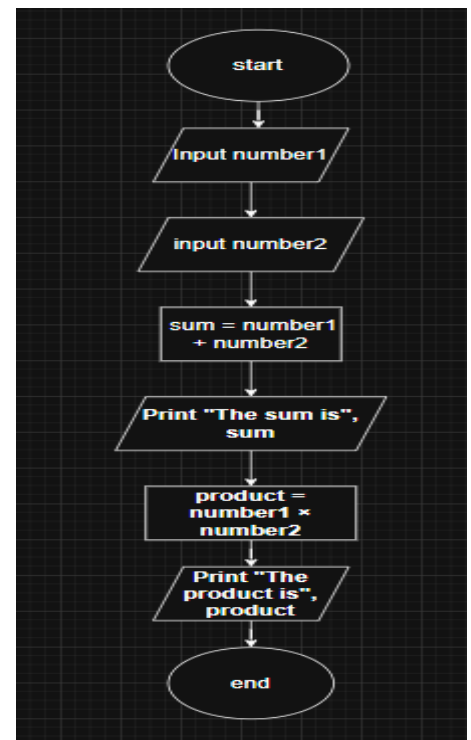 start
Input number1
input number2
sum = number1
+ number2
Print "The sum is",
sum
product =
number1 ×
number2
Print "The
product is",
product
end